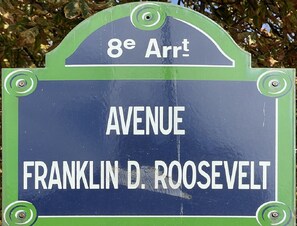 8e Arrt
AVENUE
FRANKLIN D. ROOSEVELT